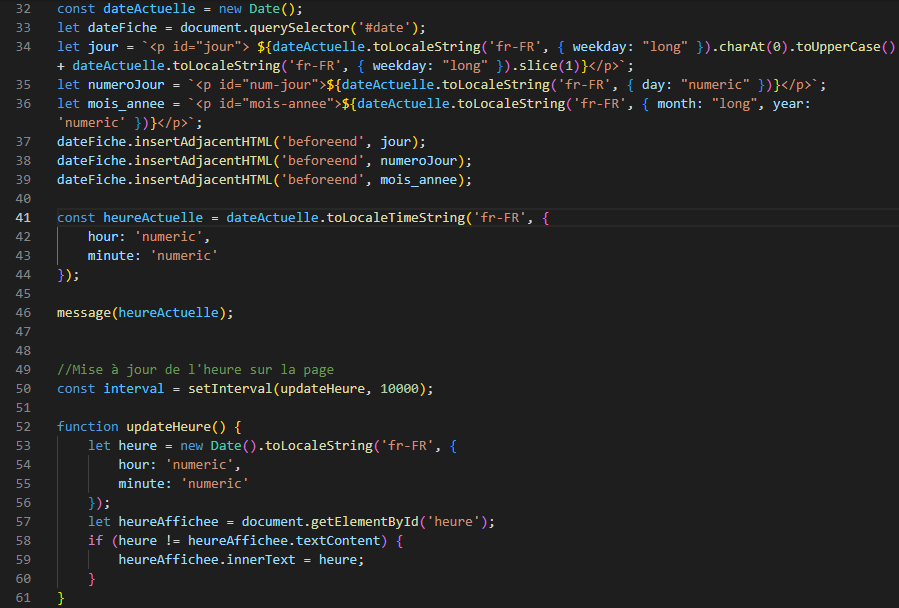 32 const dateActuelle = new Date();
33 let dateFiche = document.querySelector('#date');
34 let jour = `<p id="jour"> ${dateActuelle.toLocaleString('fr-FR', { weekday: "long" }).charAt(0).toUpperCase()
+ dateActuelle.toLocaleString('fr-FR', { weekday: "long" }).slice(1)}</p>`;
35 let numeroJour = `<p id="num-jour">${dateActuelle.toLocaleString('fr-FR', { day: "numeric" })}</p>`;
36 let mois_annee = `<p id="mois-annee">${dateActuelle.toLocaleString('fr-FR', { month: "long", year:
'numeric' })}</p>`;
37 dateFiche.insertAdjacentHTML('beforeend', jour);
38 dateFiche.insertAdjacentHTML('beforeend', numeroJour);
39 dateFiche.insertAdjacentHTML('beforeend', mois_annee);
40
41 const heureActuelle = dateActuelle.toLocaleTimeString('fr-FR', {
42     hour: 'numeric',
43     minute: 'numeric'
44 });
45
46 message(heureActuelle);
47
48
49 //Mise à jour de l'heure sur la page
50 const interval = setInterval(updateHeure, 10000);
51
52 function updateHeure() {
53     let heure = new Date().toLocaleString('fr-FR', {
54         hour: 'numeric',
55         minute: 'numeric'
56     });
57     let heureAffichee = document.getElementById('heure');
58     if (heure != heureAffichee.textContent) {
59         heureAffichee.innerText = heure;
60     }
61 }